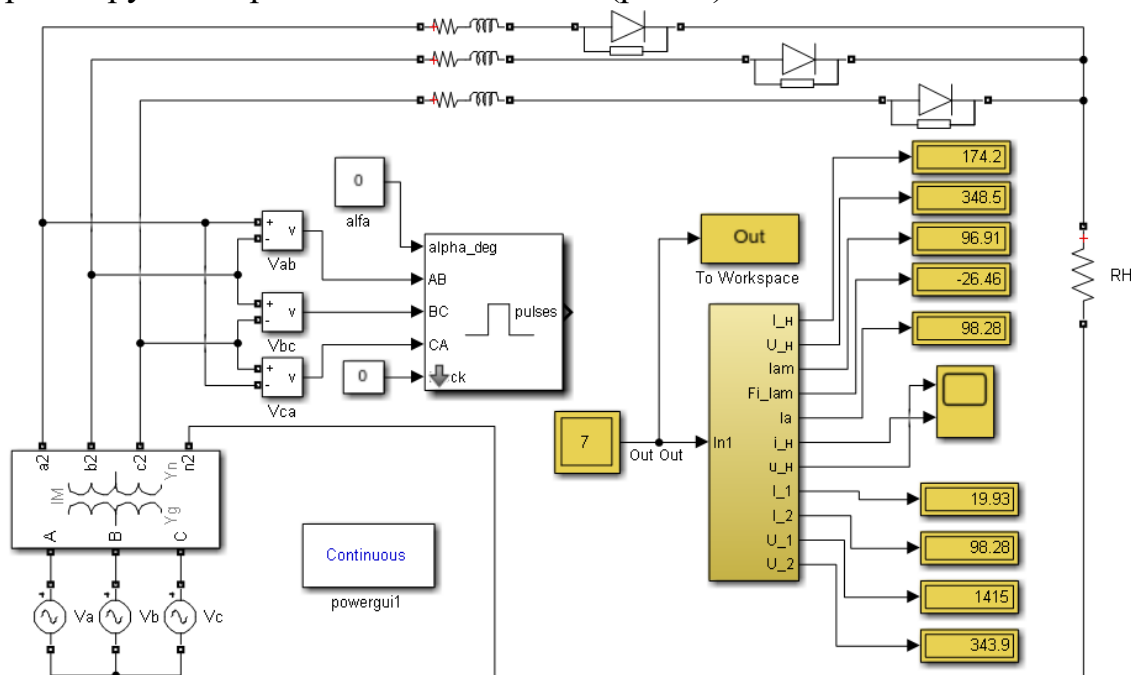 174.2
348.5
0
alfa
96.91
-26.46
98.28
RH
+ - v
Vab
+ - v
Vbc
+ - v
Vca
alpha_deg
AB
BC
CA
ck
pulses
0
Out
To Workspace
7
Out Out
In1
I_н
U_н
Iam
Fi_Iam
Ia
i_н
u_н
I_1
I_2
U_1
U_2
19.93
98.28
1415
343.9
a2 b2 c2 n2
IM
Yn
Yg
A B C
Va Vb Vc
Continuous
powergui1